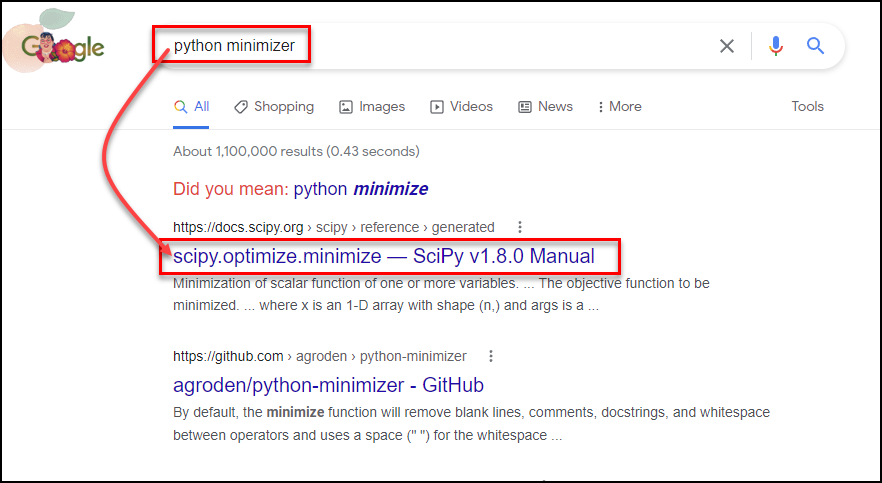 Google
python minimizer
All Shopping Images Videos News More Tools
About 1,100,000 results (0.43 seconds)
Did you mean: python minimize
https://docs.scipy.org › scipy › reference › generated
scipy.optimize.minimize — SciPy v1.8.0 Manual
Minimization of scalar function of one or more variables. ... The objective function to be
minimized. ... where x is an 1-D array with shape (n,) and args is a ...
https://github.com › agroden › python-minimizer
agroden/python-minimizer - GitHub
By default, the minimize function will remove blank lines, comments, docstrings, and whitespace
between operators and uses a space (" ") for the whitespace ...